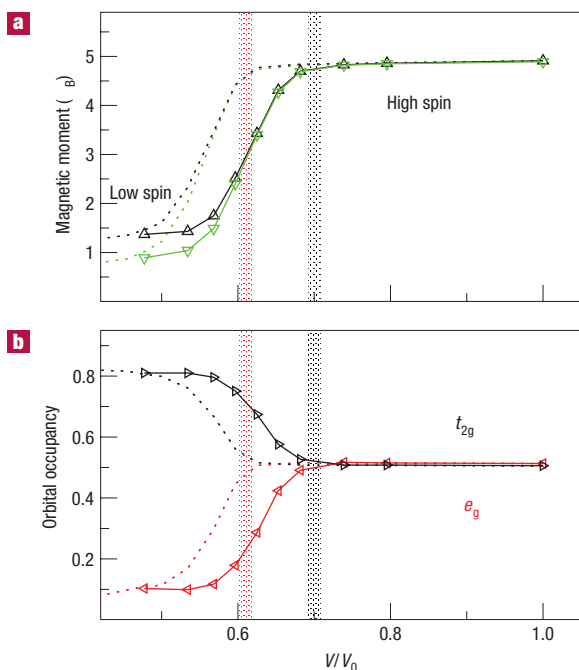 a
Magnetic moment ( B)
5
4
3
2
1
High spin
Low spin
b
Orbital occupancy
0.8
0.6
0.4
0.2
t2g
eg
0.6
0.8
1.0
V/V0